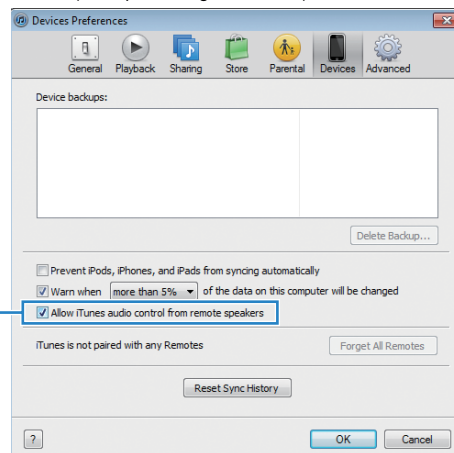 Devices Preferences
General Playback Sharing Store Parental Devices Advanced
Device backups:
Delete Backup...
Prevent iPods, iPhones, and iPads from syncing automatically
Warn when more than 5% of the data on this computer will be changed
Allow iTunes audio control from remote speakers
iTunes is not paired with any Remotes Forget All Remotes
Reset Sync History
? OK Cancel